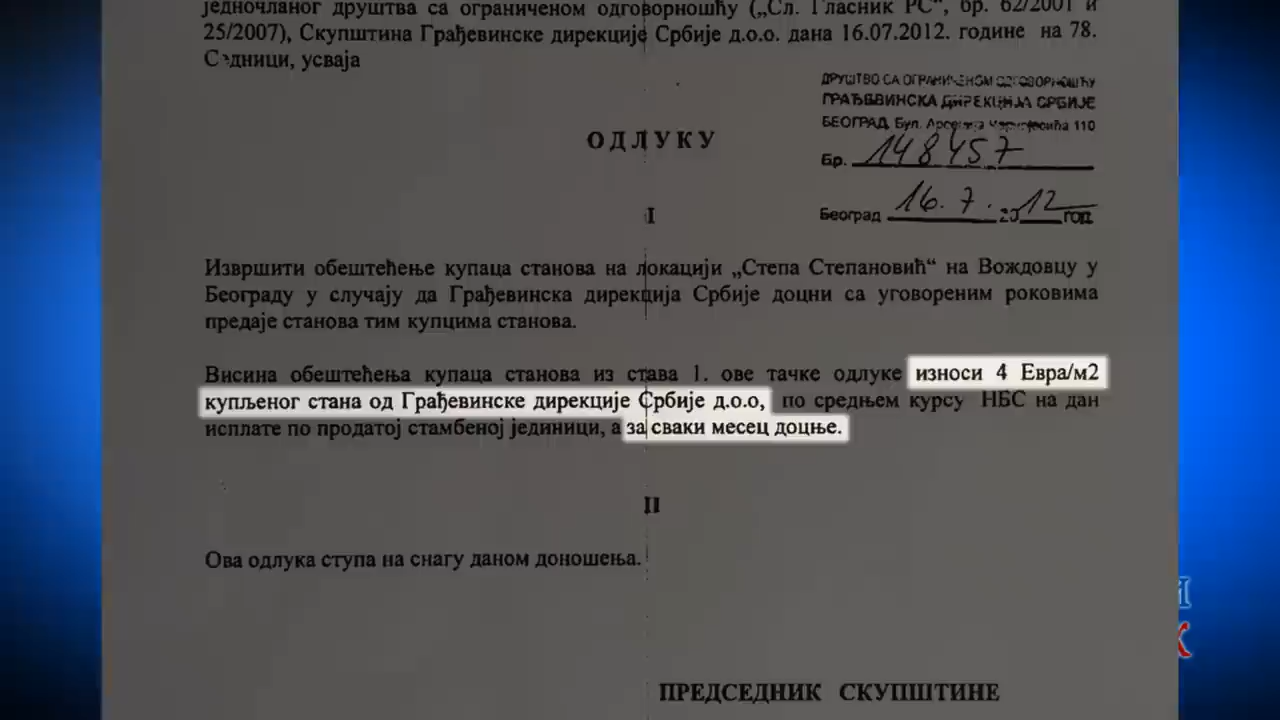 једночланог друштва са ограниченом одговорношћу („Сл. Гласник РС“, бр. 62/2001 и
25/2007), Скупштина Грађевинске дирекције Србије д.о.о. дана 16.07.2012. године на 78.
Седници, усваја
ДРУШТВО СА ОГРАНИЧЕНОМ ОДГОВОРНОШЋУ
ГРАЂЕВИНСКА ДИРЕКЦИЈА СРБИЈЕ
БЕОГРАД, Бул. Арсенија Чарнојевића 110
Бр. 148457
Београд 16. 7. 2012 год.
ОДЛУКУ
I
Извршити обештећење купаца станова на локацији „Степа Степановић“ на Вождовцу у
Београду у случају да Грађевинска дирекција Србије доцни са уговореним роковима
предаје станова тим купцима станова.
Висина обештећења купаца станова из става 1. ове тачке одлуке износи 4 Евра/м2
купљеног стана од Грађевинске дирекције Србије д.о.о, по средњем курсу НБС на дан
исплате по продатој стамбеној јединици, а за сваки месец доцње.
II
Ова одлука ступа на снагу даном доношења.
ПРЕДСЕДНИК СКУПШТИНЕ